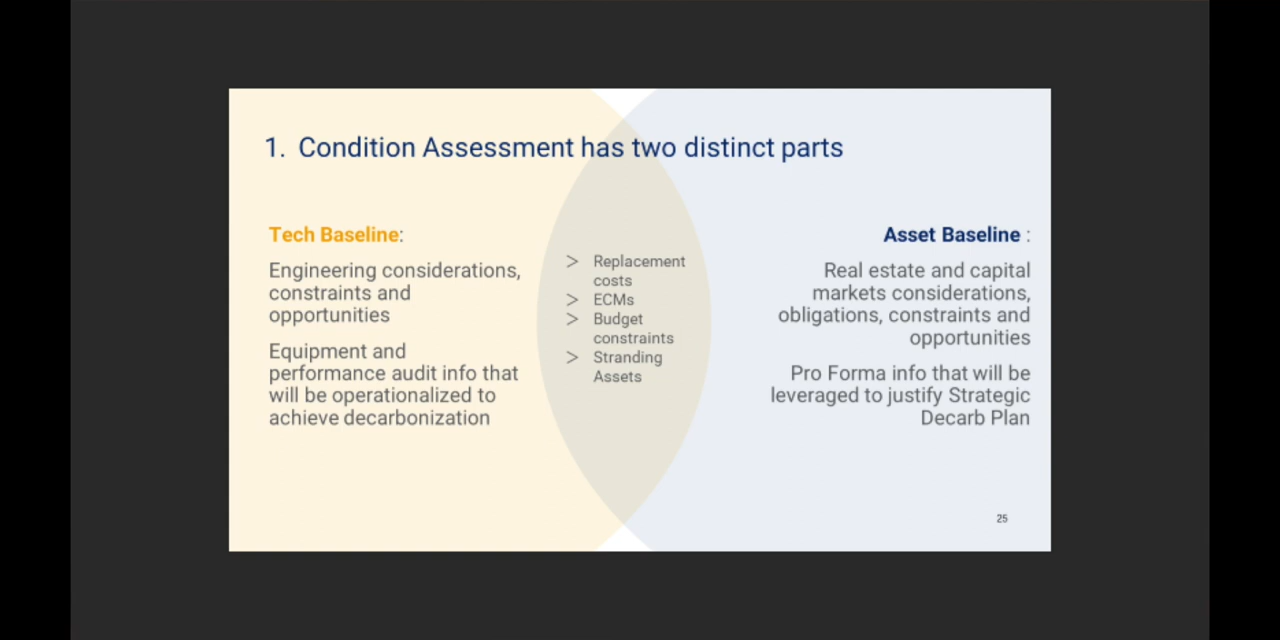 1. Condition Assessment has two distinct parts
Tech Baseline:
Engineering considerations,
constraints and
opportunities
Equipment and
performance audit info that
will be operationalized to
achieve decarbonization
> Replacement
costs
> ECMs
> Budget
constraints
> Stranding
Assets
Asset Baseline :
Real estate and capital
markets considerations,
obligations, constraints and
opportunities
Pro Forma info that will be
leveraged to justify Strategic
Decarb Plan
25